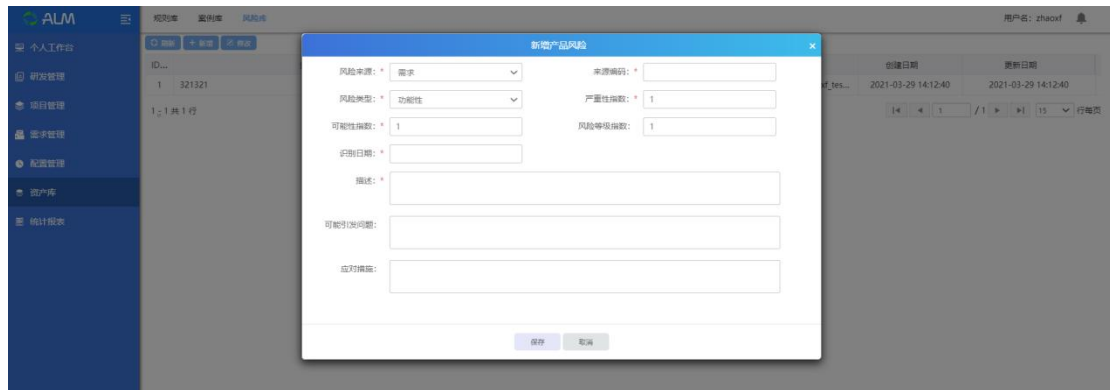 ALM
规则库 案例库 风险库
用户名: zhaoxf
个人工作台
研发管理
项目管理
需求管理
配置管理
资产库
统计报表
刷新 新增 修改
ID...
创建日期 更新日期
1 321321
2021-03-29 14:12:40 2021-03-29 14:12:40
1 - 1 共 1 行
1 / 1 15 行每页
新增产品风险
风险来源: * 需求 来源编码: *
风险类型: * 功能性 严重性指数: * 1
可能性指数: * 1 风险等级指数: 1
识别日期: *
描述: *
可能引发问题:
应对措施:
保存 取消